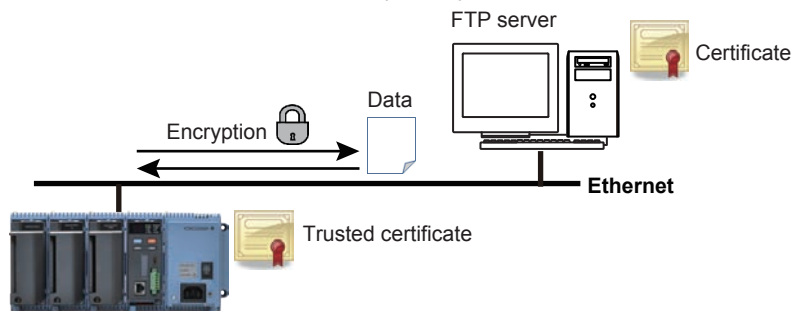 FTP server
Certificate
Data
Encryption
Ethernet
Trusted certificate